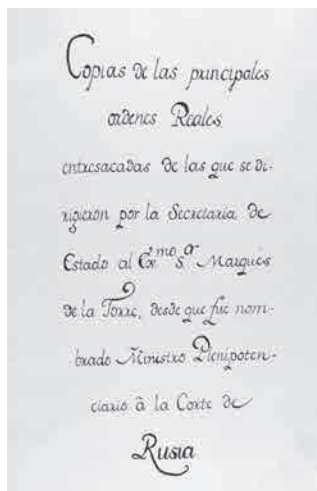 Copias de las principales
ordenes Reales
entresacadas de las que se di-
rigieron por la Secretaria de
Estado al Ex.mo S.or Marques
de la Torre, desde que fue nom-
brado Ministro Plenipoten-
ciario â la Corte de
Rusia